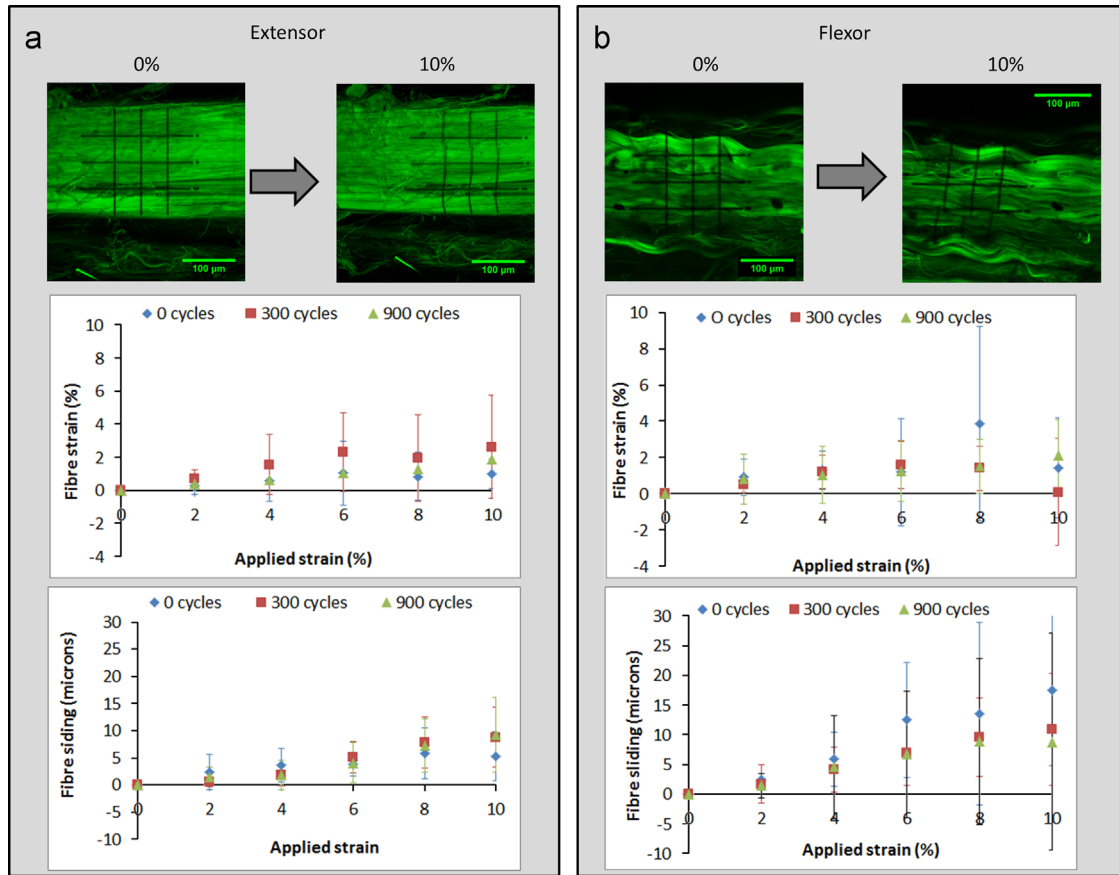 a
Extensor
0%
10%
100 µm
100 µm
0 cycles 300 cycles 900 cycles
Fibre strain (%)
10
8
6
4
2
0
-2
-4
0 2 4 6 8 10
Applied strain (%)
0 cycles 300 cycles 900 cycles
Fibre siding (microns)
30
25
20
15
10
5
0
-5
-10
0 2 4 6 8 10
Applied strain
b
Flexor
0%
10%
100 µm
100 µm
O cycles 300 cycles 900 cycles
Fibre strain (%)
10
8
6
4
2
0
-2
-4
0 2 4 6 8 10
Applied strain (%)
0 cycles 300 cycles 900 cycles
Fibre sliding (microns)
30
25
20
15
10
5
0
-5
-10
0 2 4 6 8 10
Applied strain (%)